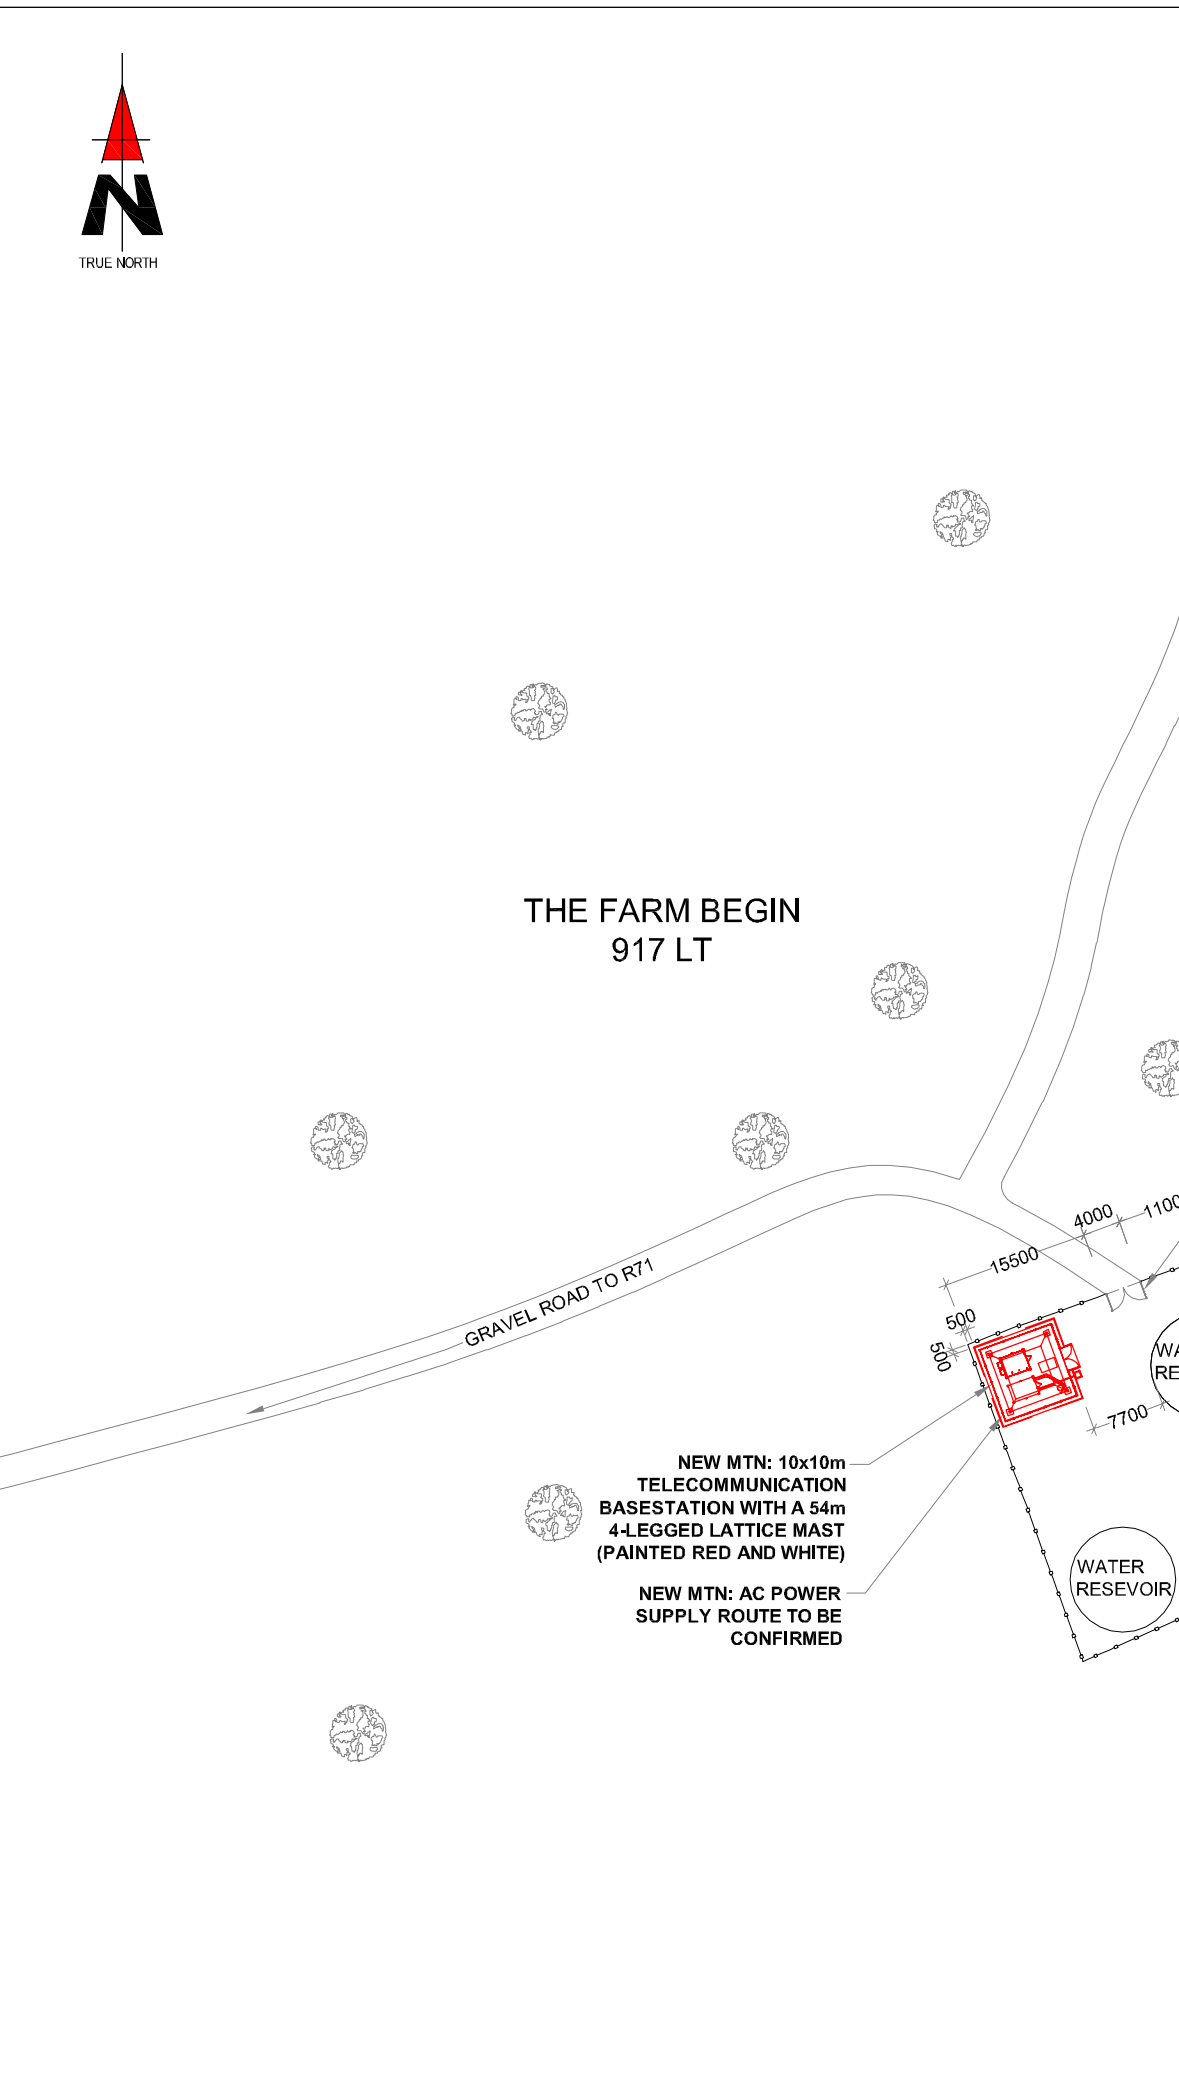 N
TRUE NORTH
THE FARM BEGIN
917 LT
4000
15500
500
500
GRAVEL ROAD TO R71
7700
NEW MTN: 10x10m
TELECOMMUNICATION
BASESTATION WITH A 54m
4-LEGGED LATTICE MAST
(PAINTED RED AND WHITE)
WATER
RESEVOIR
NEW MTN: AC POWER
SUPPLY ROUTE TO BE
CONFIRMED